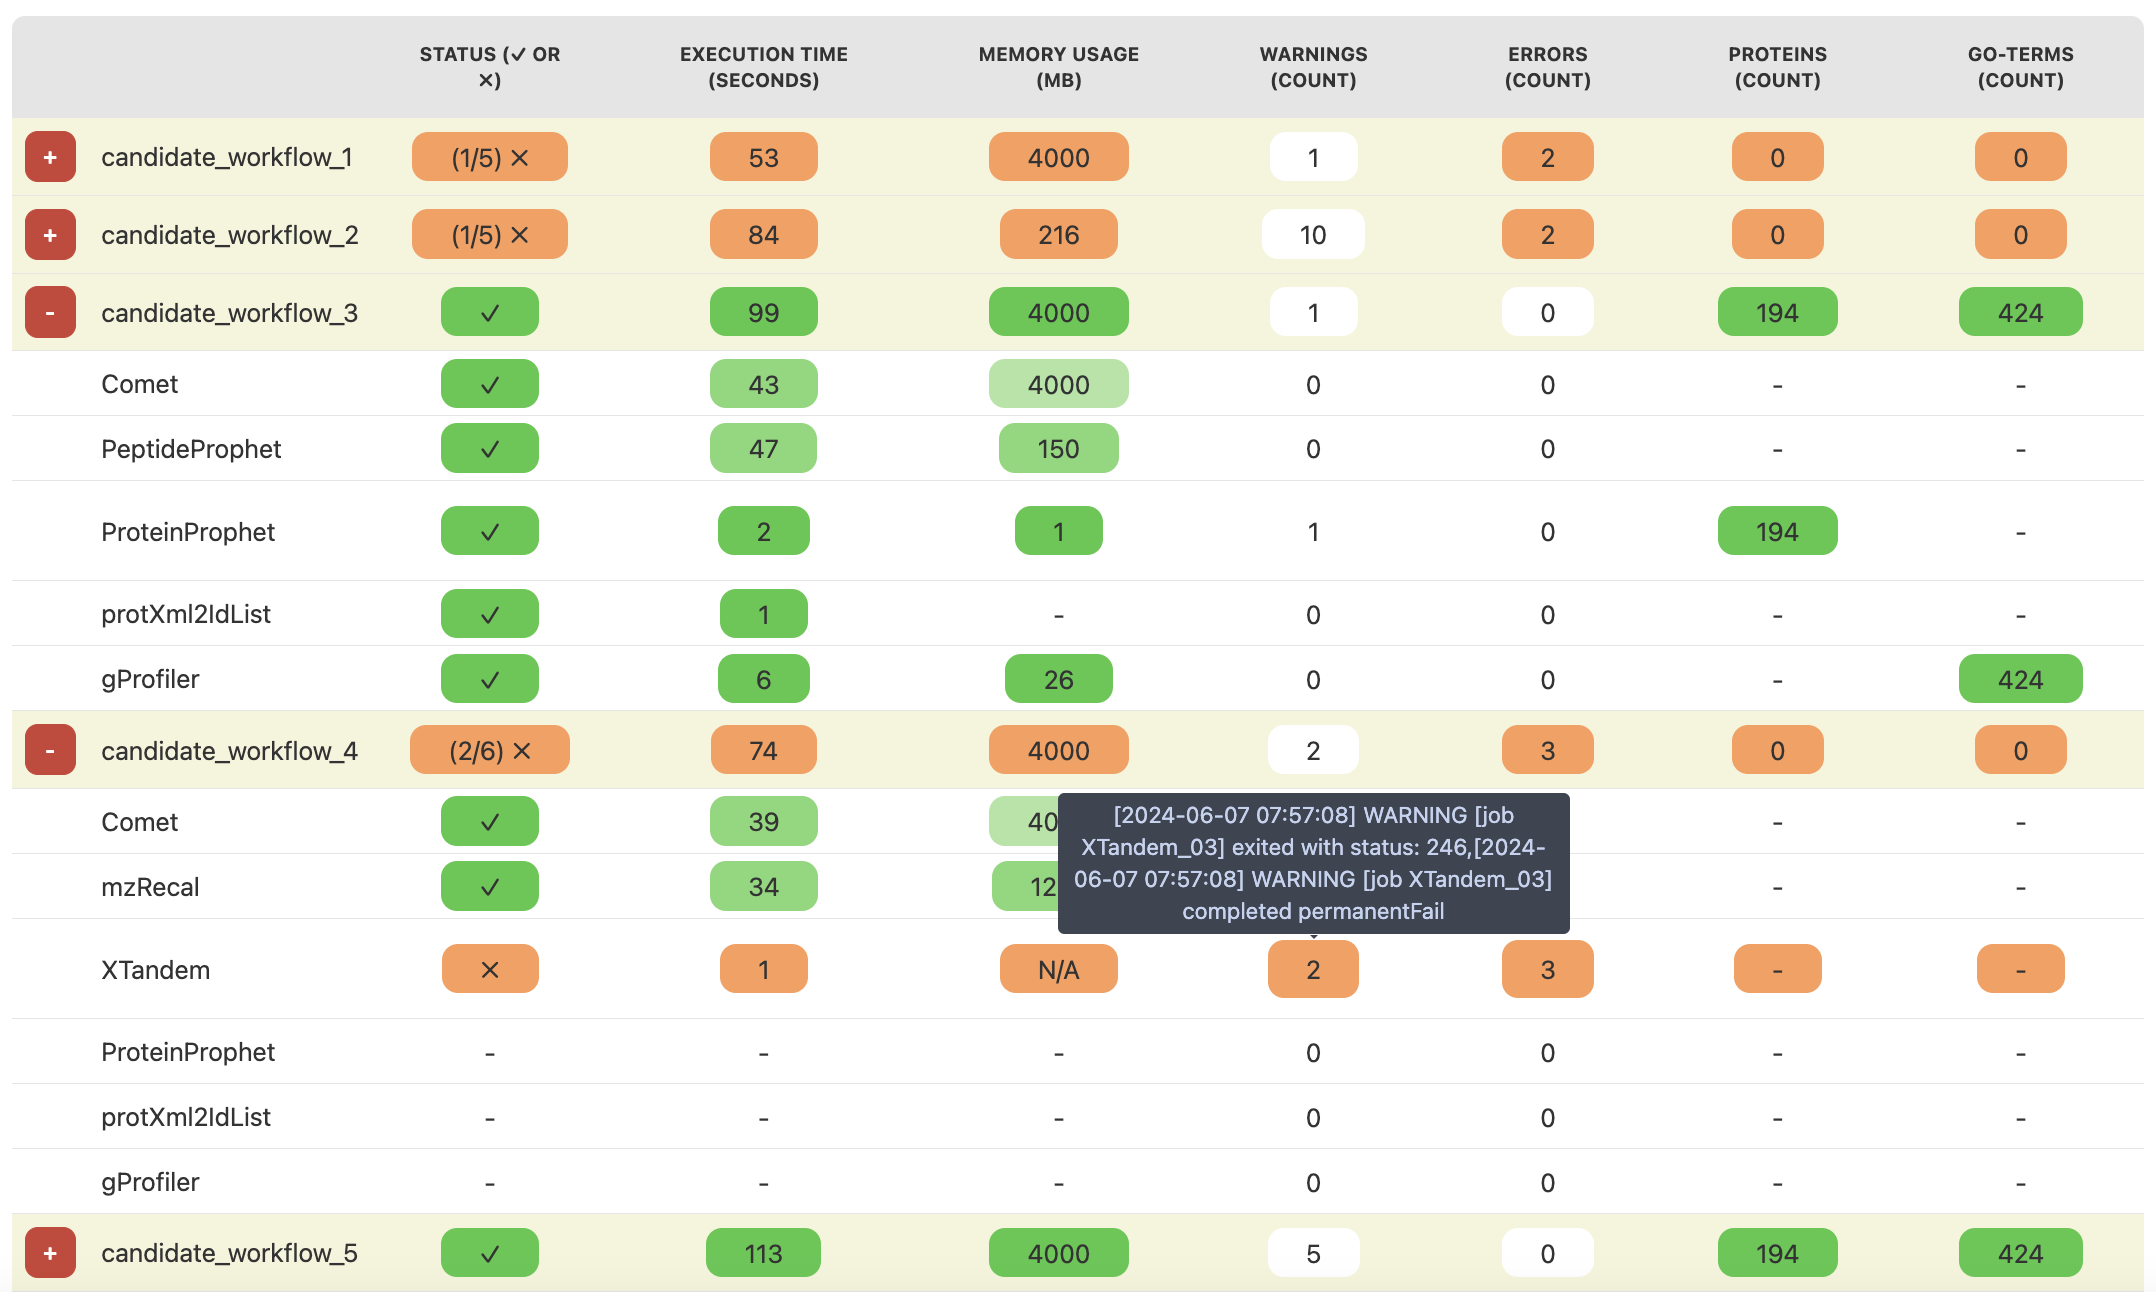 STATUS (✓ OR ✕) EXECUTION TIME (SECONDS) MEMORY USAGE (MB) WARNINGS (COUNT) ERRORS (COUNT) PROTEINS (COUNT) GO-TERMS (COUNT)
+ candidate_workflow_1 (1/5) ✕ 53 4000 1 2 0 0
+ candidate_workflow_2 (1/5) ✕ 84 216 10 2 0 0
- candidate_workflow_3 ✓ 99 4000 1 0 194 424
Comet ✓ 43 4000 0 0 - -
PeptideProphet ✓ 47 150 0 0 - -
ProteinProphet ✓ 2 1 1 0 194 -
protXml2IdList ✓ 1 - 0 0 - -
gProfiler ✓ 6 26 0 0 - 424
- candidate_workflow_4 (2/6) ✕ 74 4000 2 3 0 0
Comet ✓ 39 40 - -
mzRecal ✓ 34 12 - -
[2024-06-07 07:57:08] WARNING [job
XTandem_03] exited with status: 246,[2024-
06-07 07:57:08] WARNING [job XTandem_03]
completed permanentFail
XTandem ✕ 1 N/A 2 3 - -
ProteinProphet - - - 0 0 - -
protXml2IdList - - - 0 0 - -
gProfiler - - - 0 0 - -
+ candidate_workflow_5 ✓ 113 4000 5 0 194 424